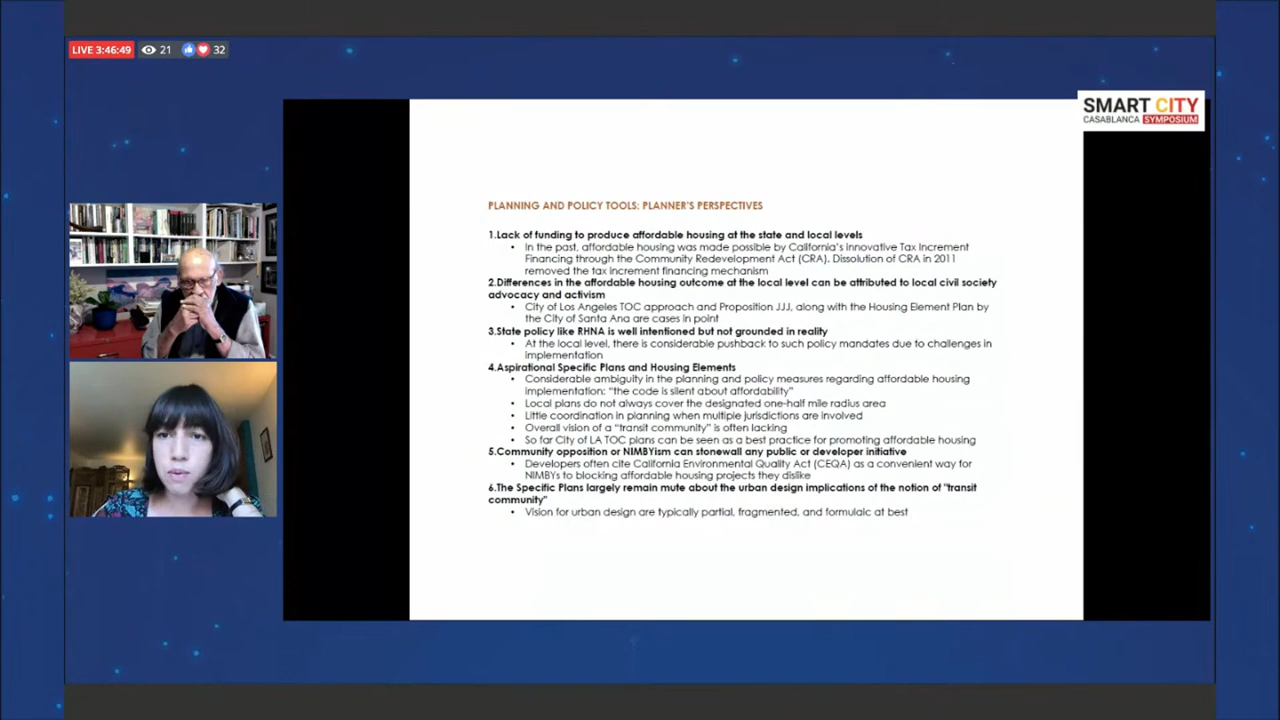 LIVE 3:46:49 21 32
SMART CITY
CASABLANCA SYMPOSIUM
PLANNING AND POLICY TOOLS: PLANNER'S PERSPECTIVES
1.Lack of funding to produce affordable housing at the state and local levels
• In the past, affordable housing was made possible by California's innovative Tax Increment
Financing through the Community Redevelopment Act (CRA). Dissolution of CRA in 2011
removed the tax increment financing mechanism
2.Differences in the affordable housing outcome at the local level can be attributed to local civil society
advocacy and activism
• City of Los Angeles TOC approach and Proposition JJJ, along with the Housing Element Plan by
the City of Santa Ana are cases in point
3.State policy like RHNA is well intentioned but not grounded in reality
• At the local level, there is considerable pushback to such policy mandates due to challenges in
implementation
4.Aspirational Specific Plans and Housing Elements
• Considerable ambiguity in the planning and policy measures regarding affordable housing
implementation: "the code is silent about affordability"
• Local plans do not always cover the designated one-half mile radius area
• Little coordination in planning when multiple jurisdictions are involved
• Overall vision of a "transit community" is often lacking
• So far City of LA TOC plans can be seen as a best practice for promoting affordable housing
5.Community opposition or NIMBYism can stonewall any public or developer initiative
• Developers often cite California Environmental Quality Act (CEQA) as a convenient way for
NIMBYs to blocking affordable housing projects they dislike
6.The Specific Plans largely remain mute about the urban design implications of the notion of "transit
community"
• Vision for urban design are typically partial, fragmented, and formulaic at best